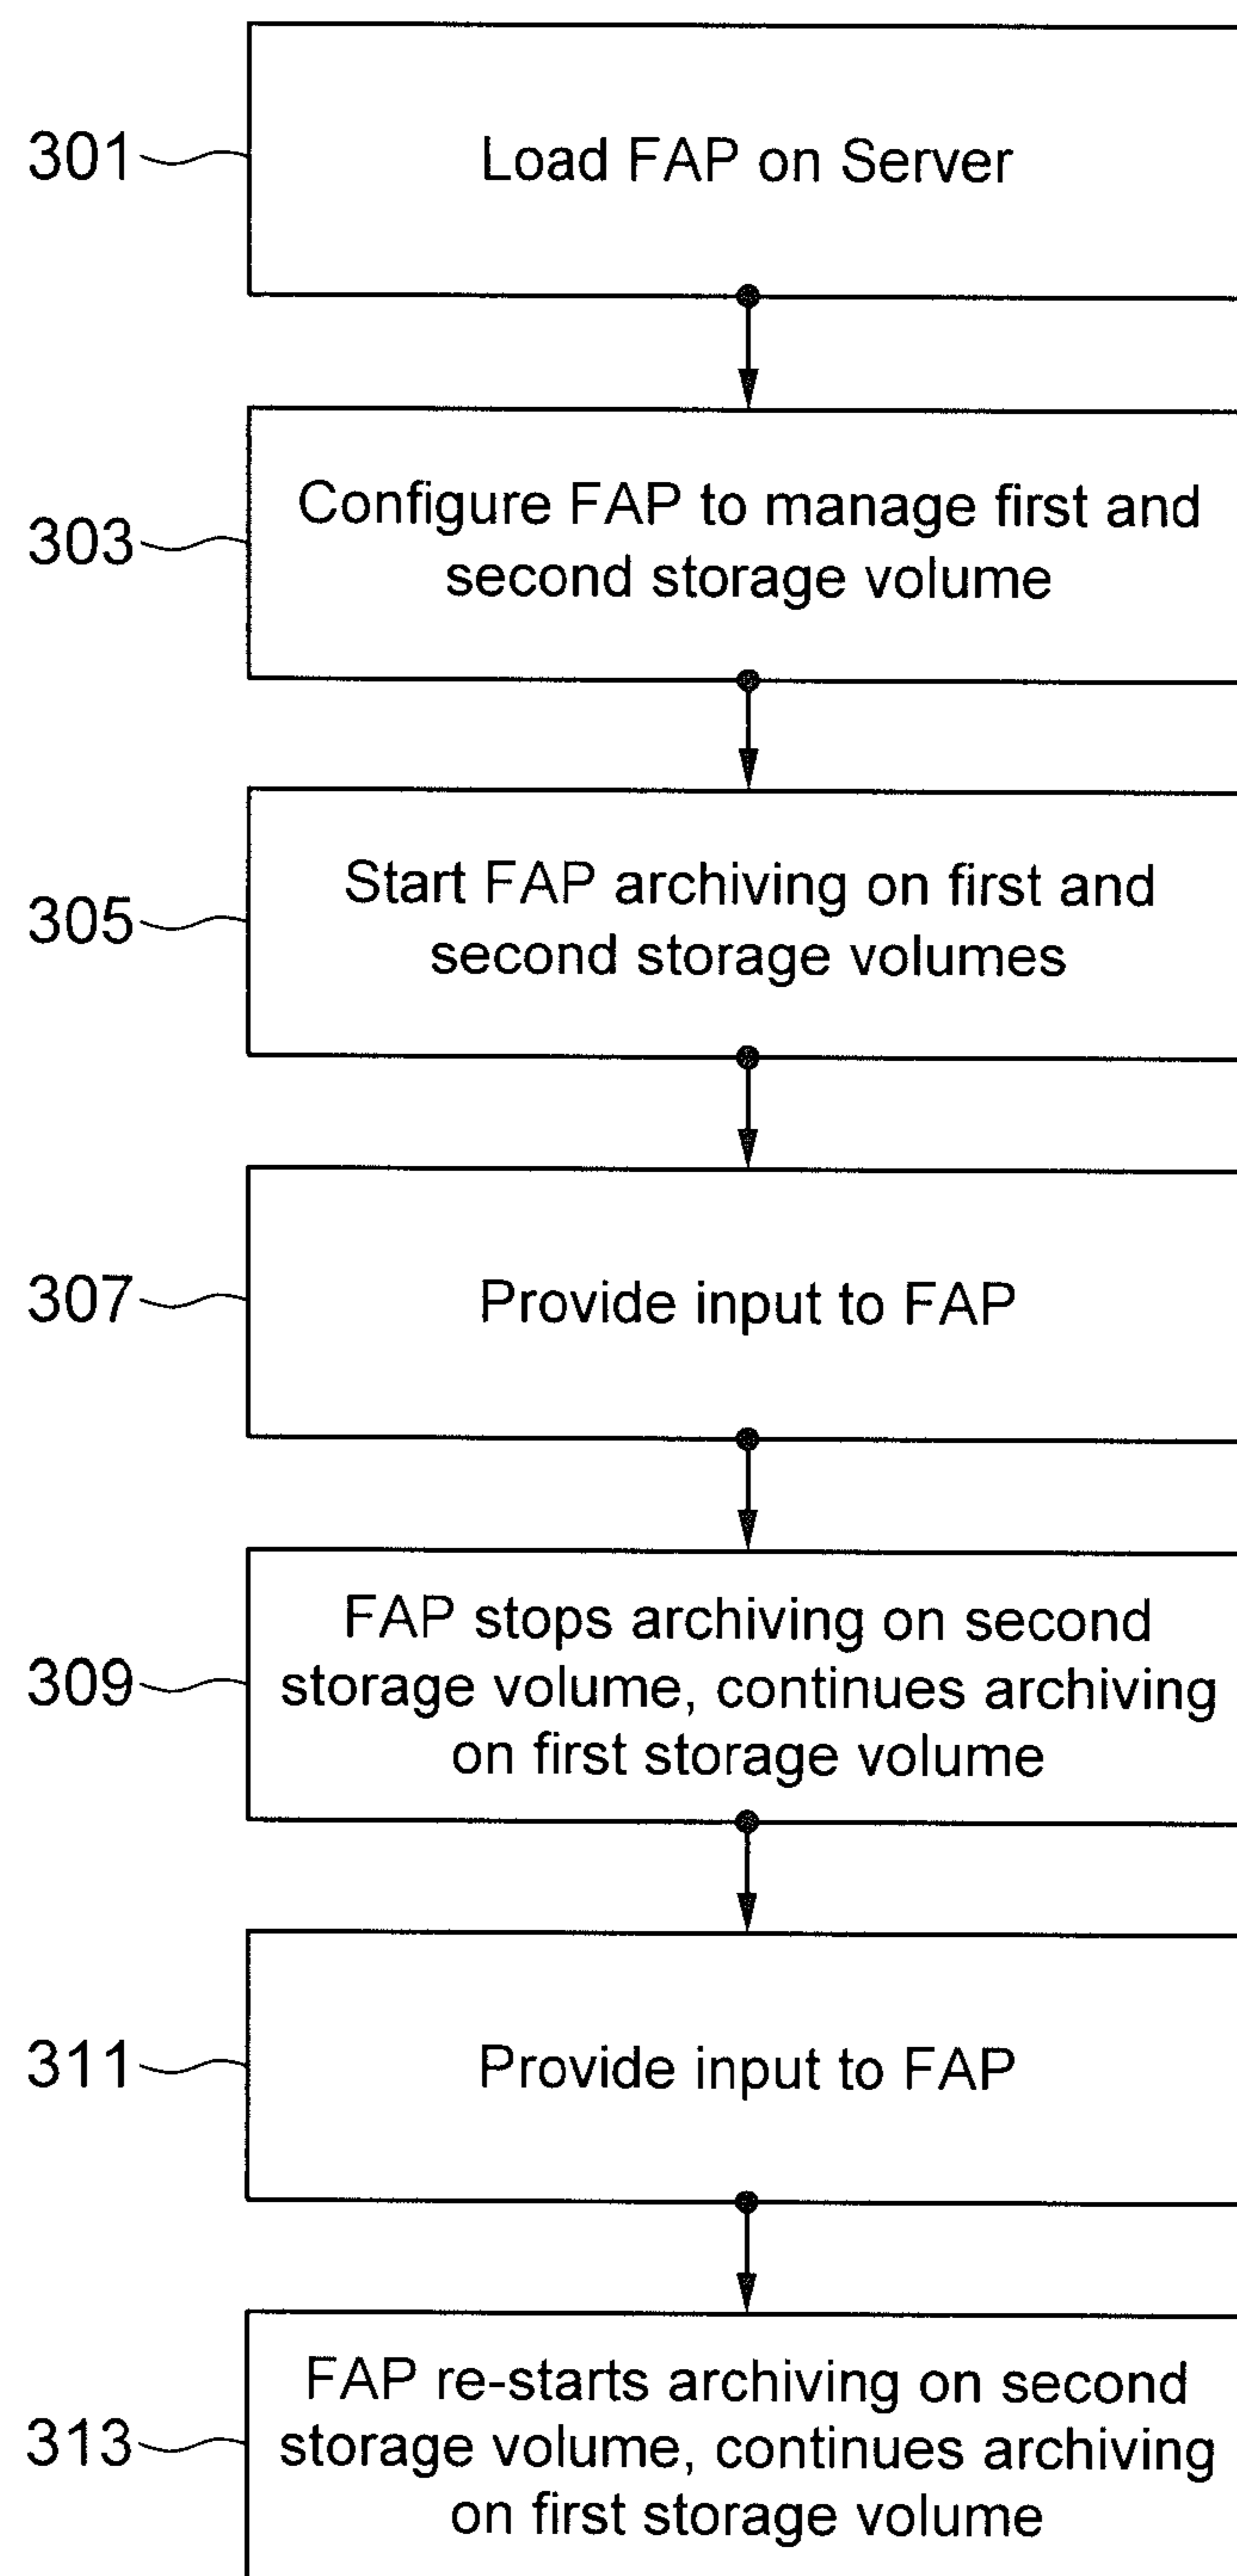 301
Load FAP on Server
303
Configure FAP to manage first and
second storage volume
305
Start FAP archiving on first and
second storage volumes
307
Provide input to FAP
309
FAP stops archiving on second
storage volume, continues archiving
on first storage volume
311
Provide input to FAP
313
FAP re-starts archiving on second
storage volume, continues archiving
on first storage volume